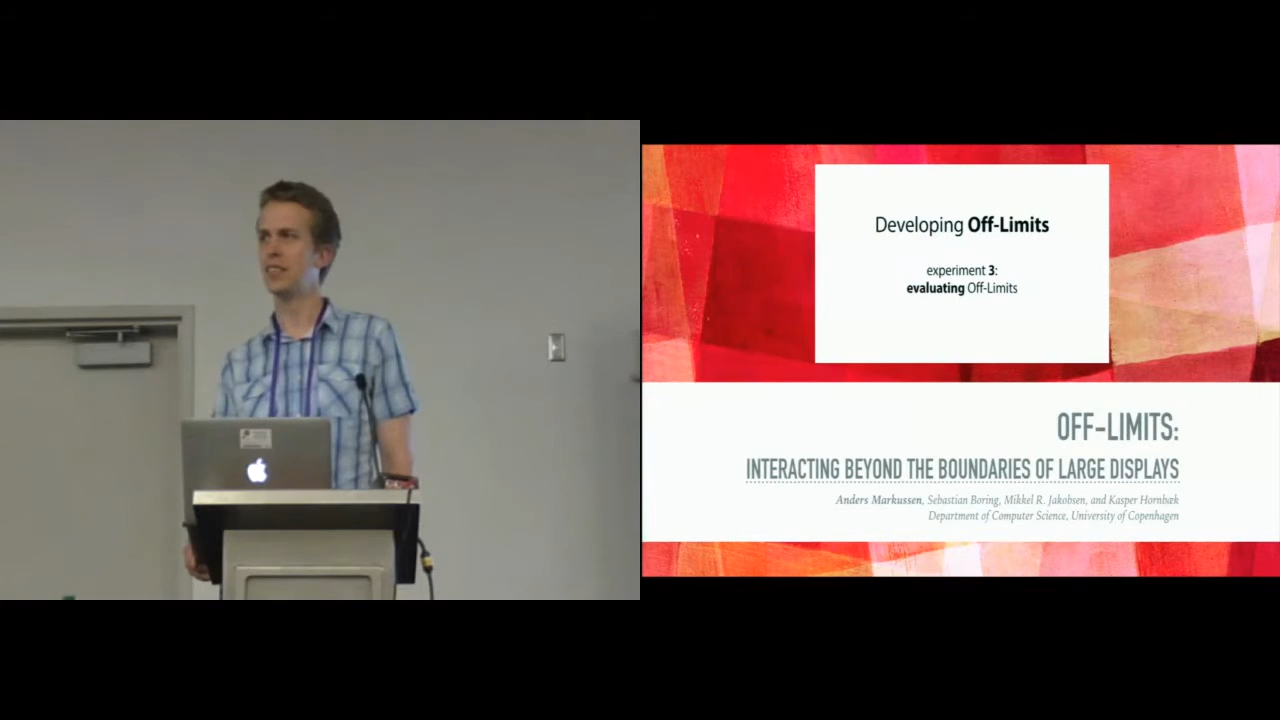 Developing Off-Limits
experiment 3:
evaluating Off-Limits
OFF-LIMITS:
INTERACTING BEYOND THE BOUNDARIES OF LARGE DISPLAYS
Anders Markussen, Sebastian Boring, Mikkel R. Jakobsen, and Kasper Hornbæk
Department of Computer Science, University of Copenhagen